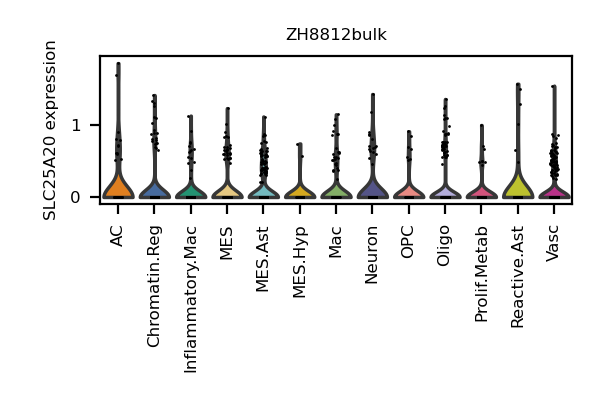 ZH8812bulk
SLC25A20 expression
1
0
AC
Chromatin.Reg
Inflammatory.Mac
MES
MES.Ast
MES.Hyp
Mac
Neuron
OPC
Oligo
Prolif.Metab
Reactive.Ast
Vasc